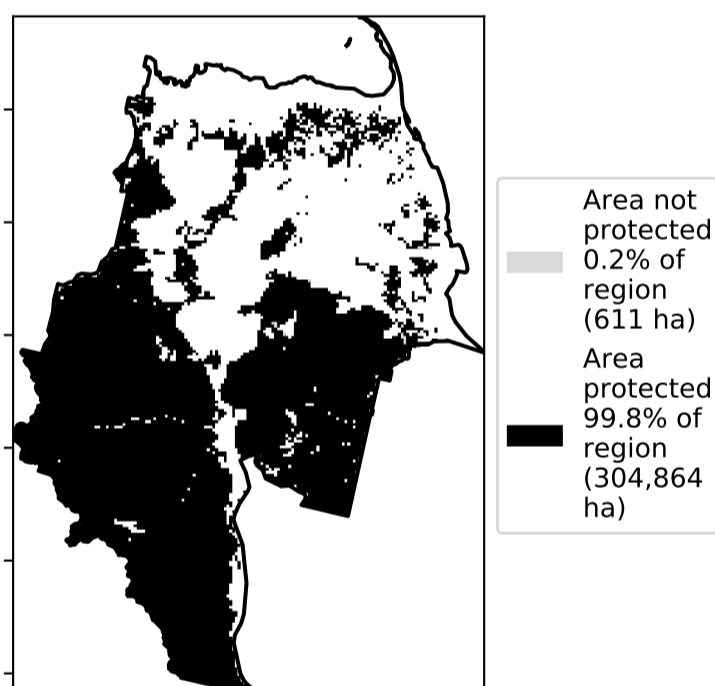 Area not
protected
0.2% of
region
(611 ha)
Area
protected
99.8% of
region
(304,864
ha)